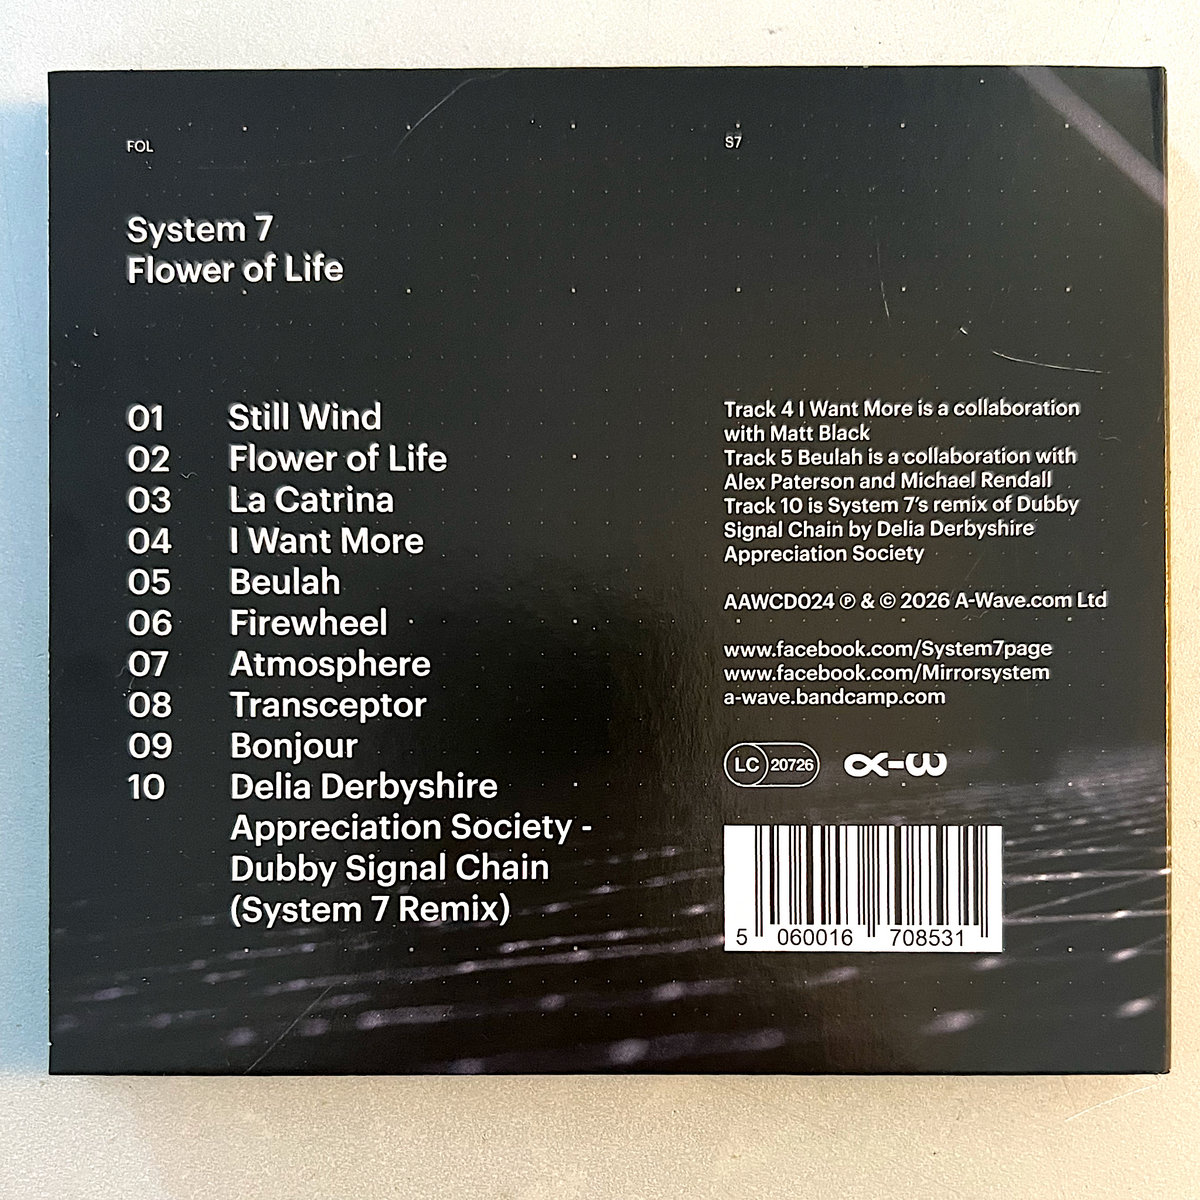 FOL
S7
System 7
Flower of Life
01 Still Wind
02 Flower of Life
03 La Catrina
04 I Want More
05 Beulah
06 Firewheel
07 Atmosphere
08 Transceptor
09 Bonjour
10 Delia Derbyshire
Appreciation Society -
Dubby Signal Chain
(System 7 Remix)
Track 4 I Want More is a collaboration
with Matt Black
Track 5 Beulah is a collaboration with
Alex Paterson and Michael Rendall
Track 10 is System 7's remix of Dubby
Signal Chain by Delia Derbyshire
Appreciation Society
AAWCD024 ℗ & © 2026 A-Wave.com Ltd
www.facebook.com/System7page
www.facebook.com/Mirrorsystem
a-wave.bandcamp.com
LC 20726
α-ω
5 060016 708531